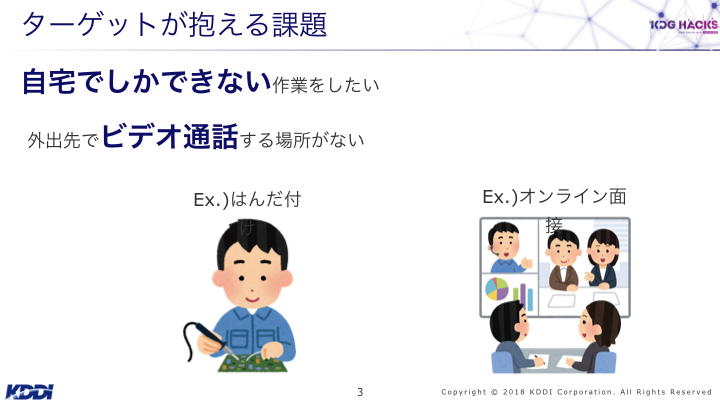 ターゲットが抱える課題
KDG HACKS
自宅でしかできない作業をしたい
外出先でビデオ通話する場所がない
Ex.)はんだ付
け
Ex.)オンライン面
接
KDDI
3
Copyright © 2018 KDDI Corporation. All Rights Reserved